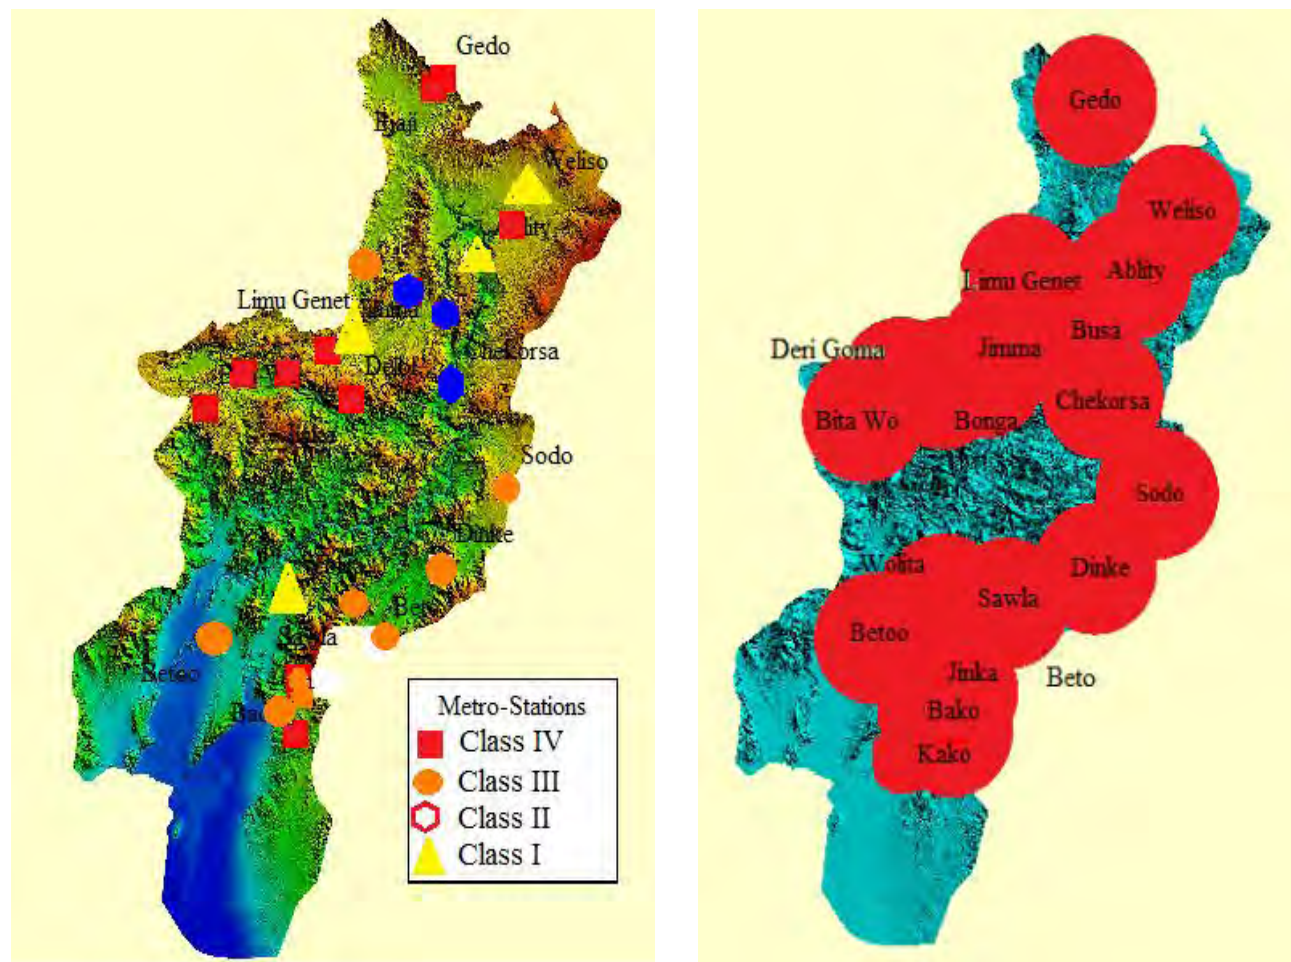 Gedo
Ejaji
Weliso
Limu Genet
Chekorsa
Sodo
Dinke
Sawla
Betoo
Metro-Stations
Class IV
Class III
Class II
Class I
Gedo
Weliso
Limu Genet
Ablity
Busa
Deri Goma
Jimma
Chekorsa
Bita Wo
Bonga
Sodo
Wolita
Dinke
Sawla
Betoo
Jinka
Beto
Bako
Kako